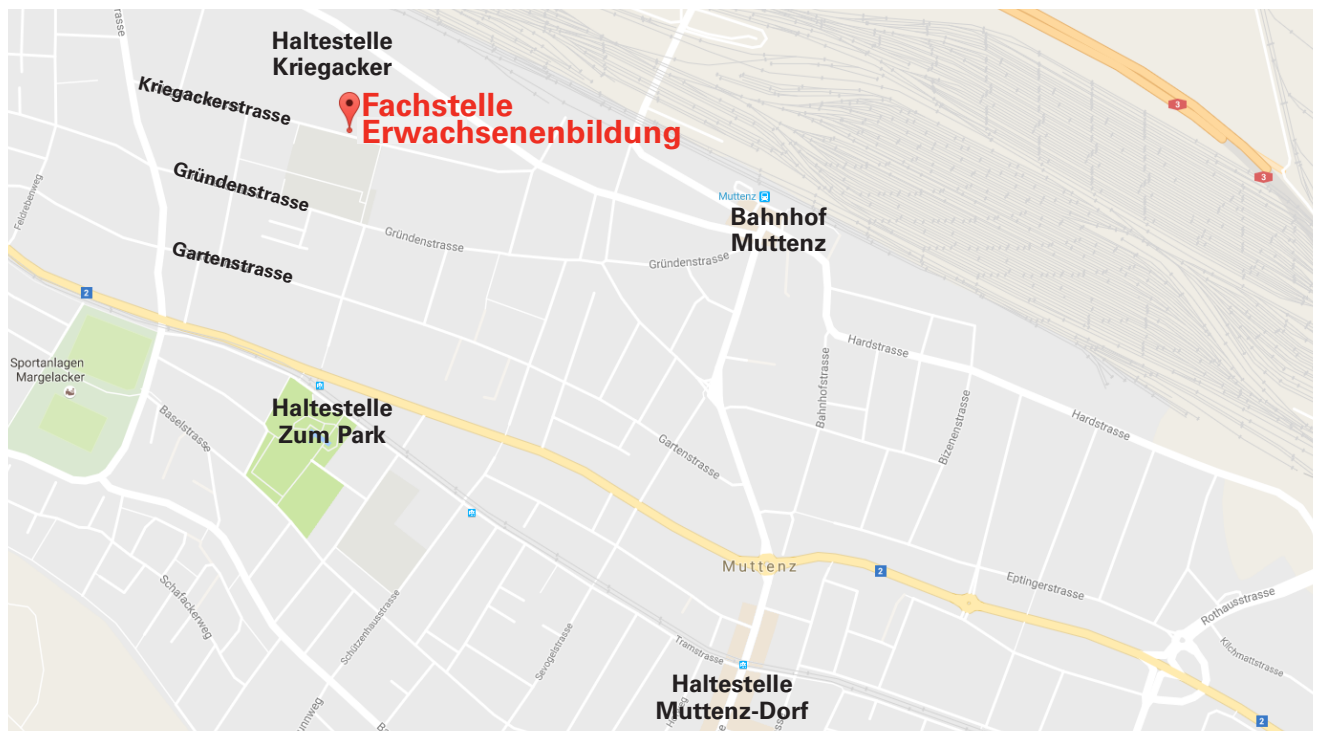 strasse
Haltestelle
Kriegacker
Kriegackerstrasse
Fachstelle
Erwachsenenbildung
3
3
Gründenstrasse
Feldrebenweg
Muttenz
Bahnhof
Muttenz
Gründenstrasse
Gründenstrasse
Gartenstrasse
2
Hardstrasse
Sportanlagen
Margelacker
Bahnhofstrasse
Bizenenstrasse
Haltestelle
Zum Park
Baselstrasse
Hardstrasse
Gartenstrasse
Muttenz
2
Eptingerstrasse
Rothausstrasse
Schafackerweg
Schützenhausstrasse
Sevogelstrasse
Tramstrasse
Kilchmattstrasse
Haltestelle
Muttenz-Dorf
2